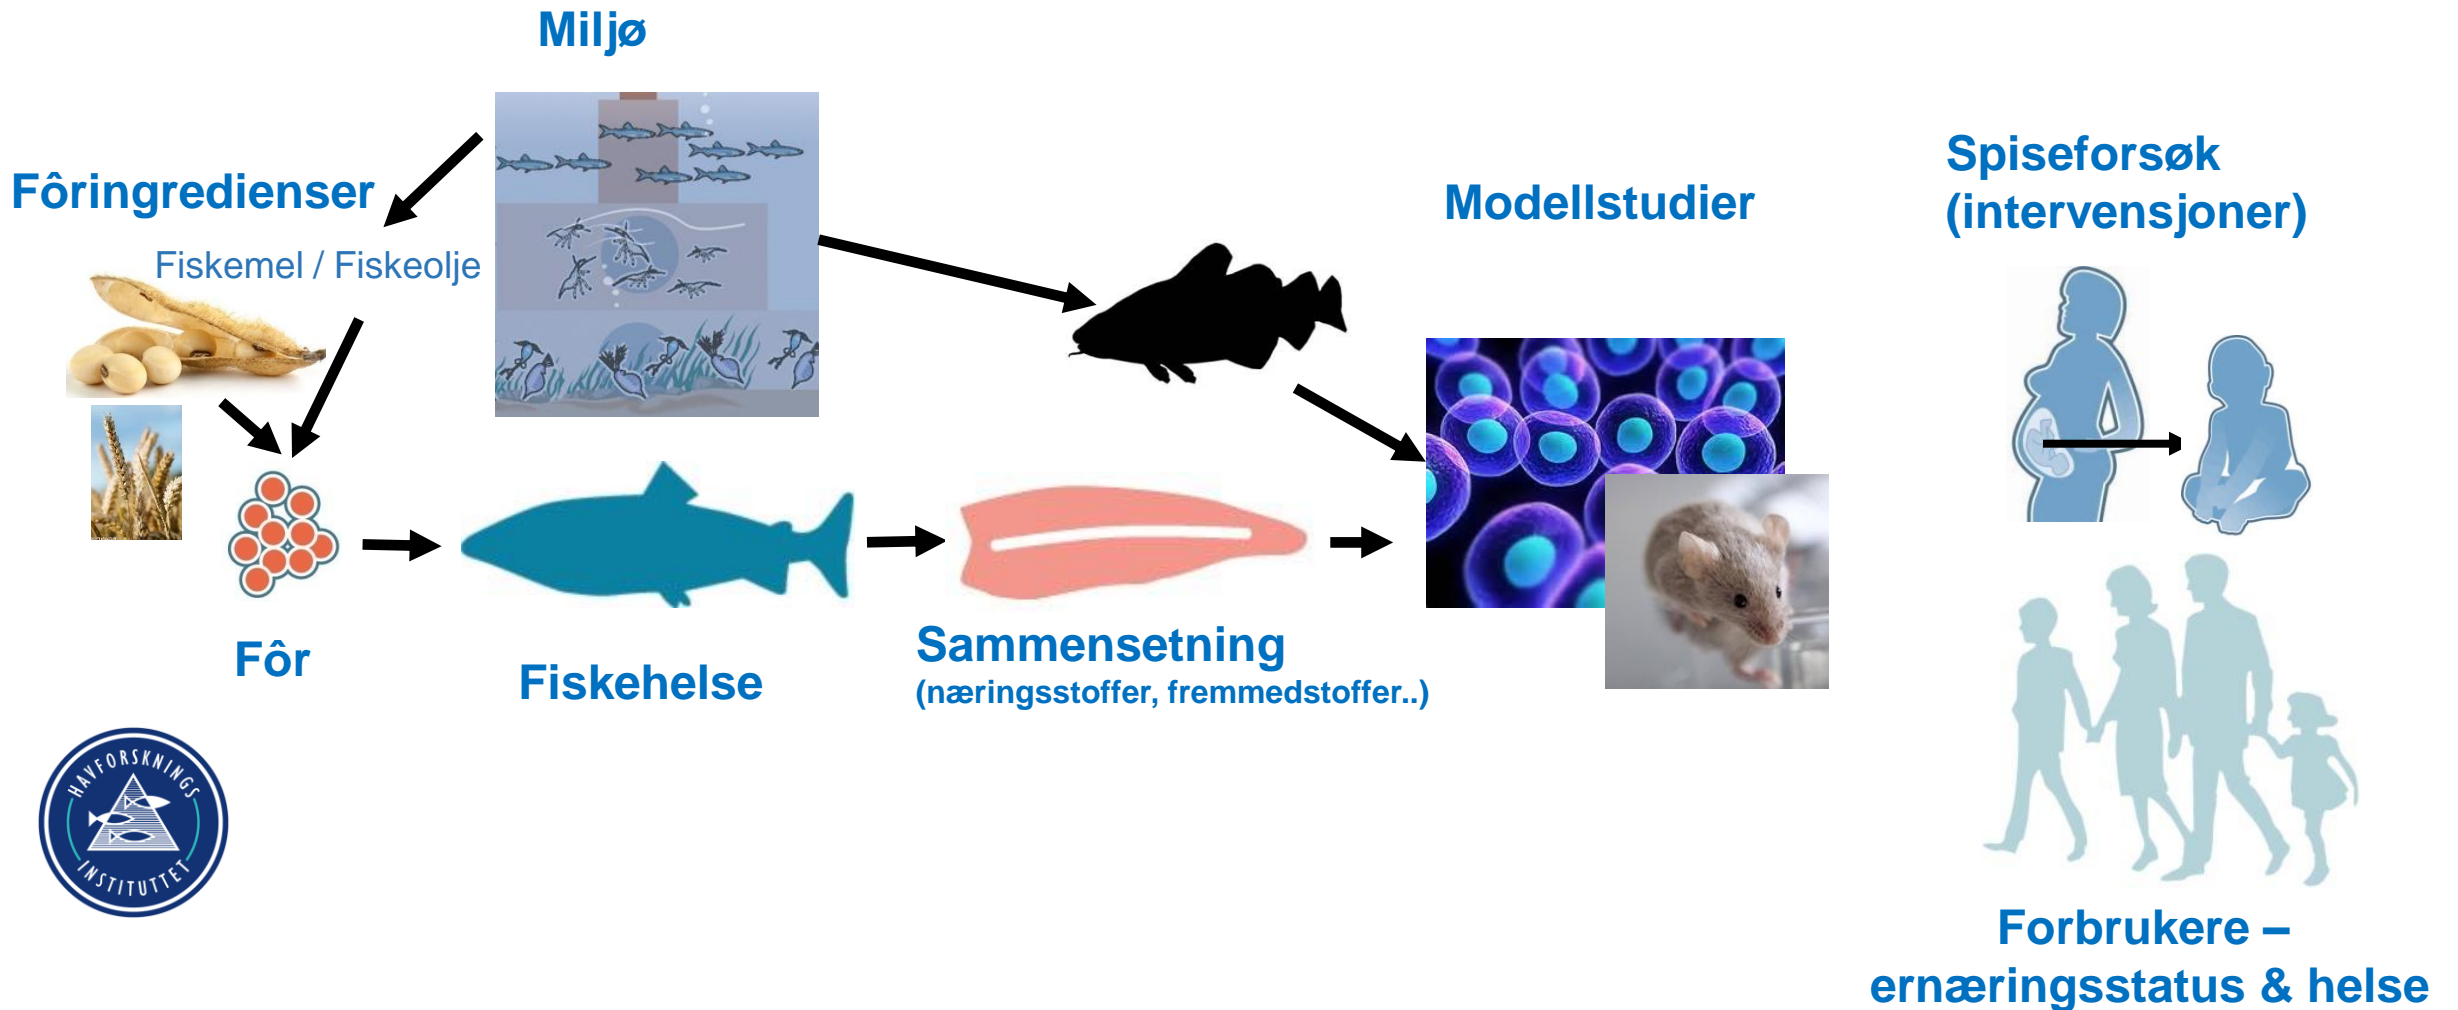 Miljø
Fôringredienser
Fiskemel / Fiskeolje
Modellstudier
Spiseforsøk
(intervensjoner)
Fôr
Fiskehelse
Sammensetning
(næringsstoffer, fremmedstoffer..)
HAVFORSKNINGS
INSTITUTTET
Forbrukere –
ernæringsstatus & helse